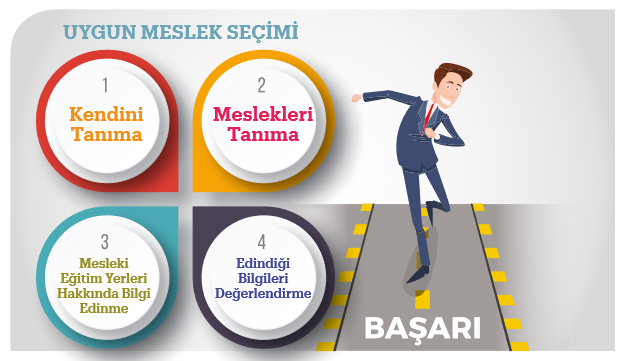 UYGUN MESLEK SEÇİMİ
1
Kendini
Tanıma
2
Meslekleri
Tanıma
3
Mesleki
Eğitim Yerleri
Hakkında Bilgi
Edinme
4
Edindiği
Bilgileri
Değerlendirme
BAŞARI